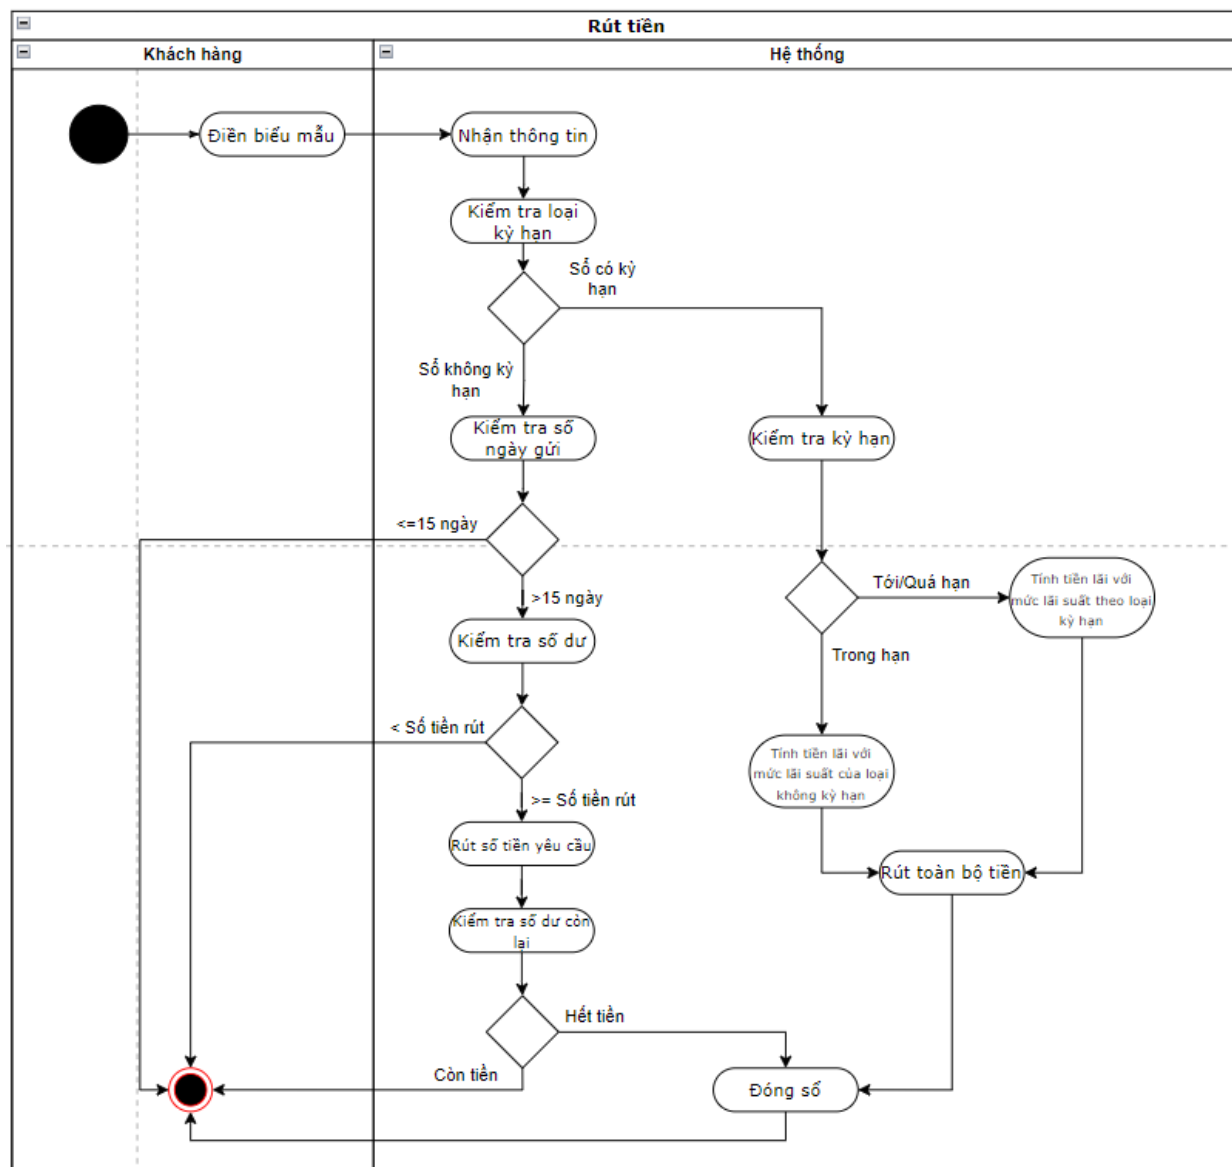 Rút tiền
Khách hàng
Hệ thống
Điền biểu mẫu
Nhận thông tin
Kiểm tra loại
kỳ hạn
Sổ có kỳ
hạn
Sổ không kỳ
hạn
Kiểm tra số
ngày gửi
Kiểm tra kỳ hạn
<=15 ngày
>15 ngày
Tới/Quá hạn
Tính tiền lãi với
mức lãi suất theo loại
kỳ hạn
Kiểm tra số dư
Trong hạn
< Số tiền rút
Tính tiền lãi với
mức lãi suất của loại
không kỳ hạn
>= Số tiền rút
Rút số tiền yêu cầu
Rút toàn bộ tiền
Kiểm tra số dư còn
lại
Hết tiền
Còn tiền
Đóng sổ